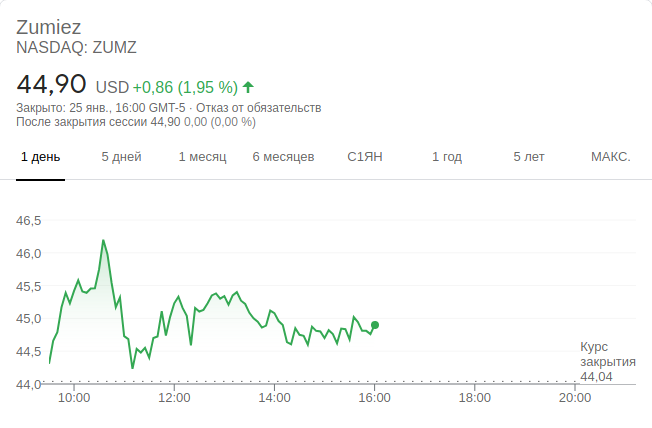 Zumiez
NASDAQ: ZUMZ
44,90 USD +0,86 (1,95 %)
Закрыто: 25 янв., 16:00 GMT-5 · Отказ от обязательств
После закрытия сессии 44,90 0,00 (0,00 %)
1 день 5 дней 1 месяц 6 месяцев С1ЯН 1 год 5 лет МАКС.
46,5
46,0
45,5
45,0
44,5
44,0
Курс
закрытия
44,04
10:00 12:00 14:00 16:00 18:00 20:00